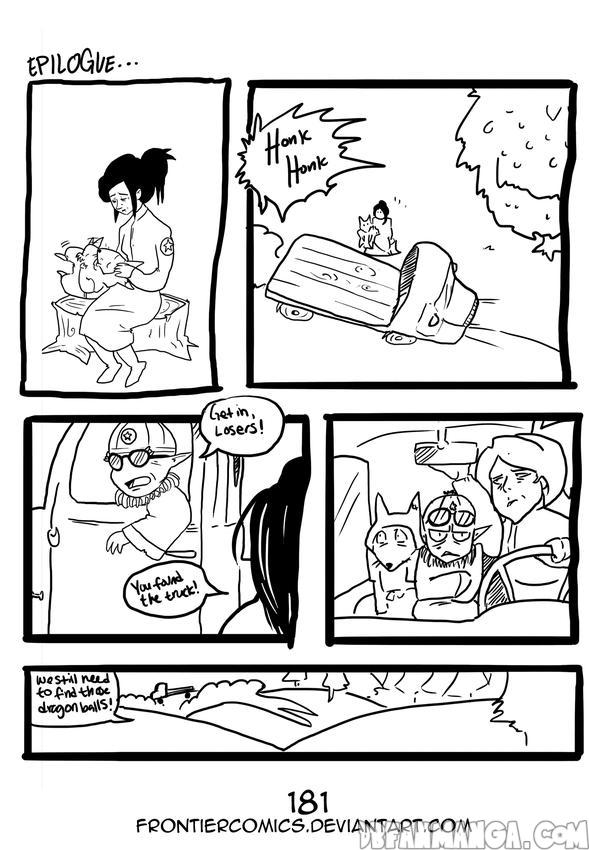 EPILOGUE...
Honk
Honk
Get in,
Losers!
You found
the truck!
We still need
to find those
dragon balls!
181
FRONTIERCOMICS.DEVIANTART.COM
DBFANMANGA.COM